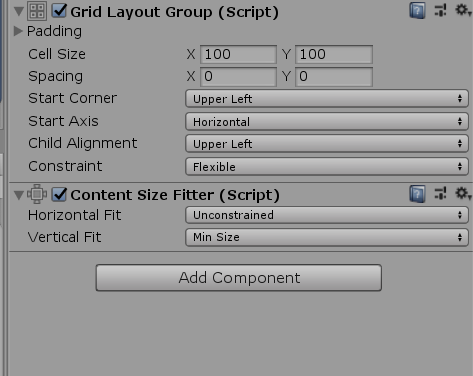 Grid Layout Group (Script)
Padding
Cell Size X 100 Y 100
Spacing X 0 Y 0
Start Corner Upper Left
Start Axis Horizontal
Child Alignment Upper Left
Constraint Flexible
Content Size Fitter (Script)
Horizontal Fit Unconstrained
Vertical Fit Min Size
Add Component